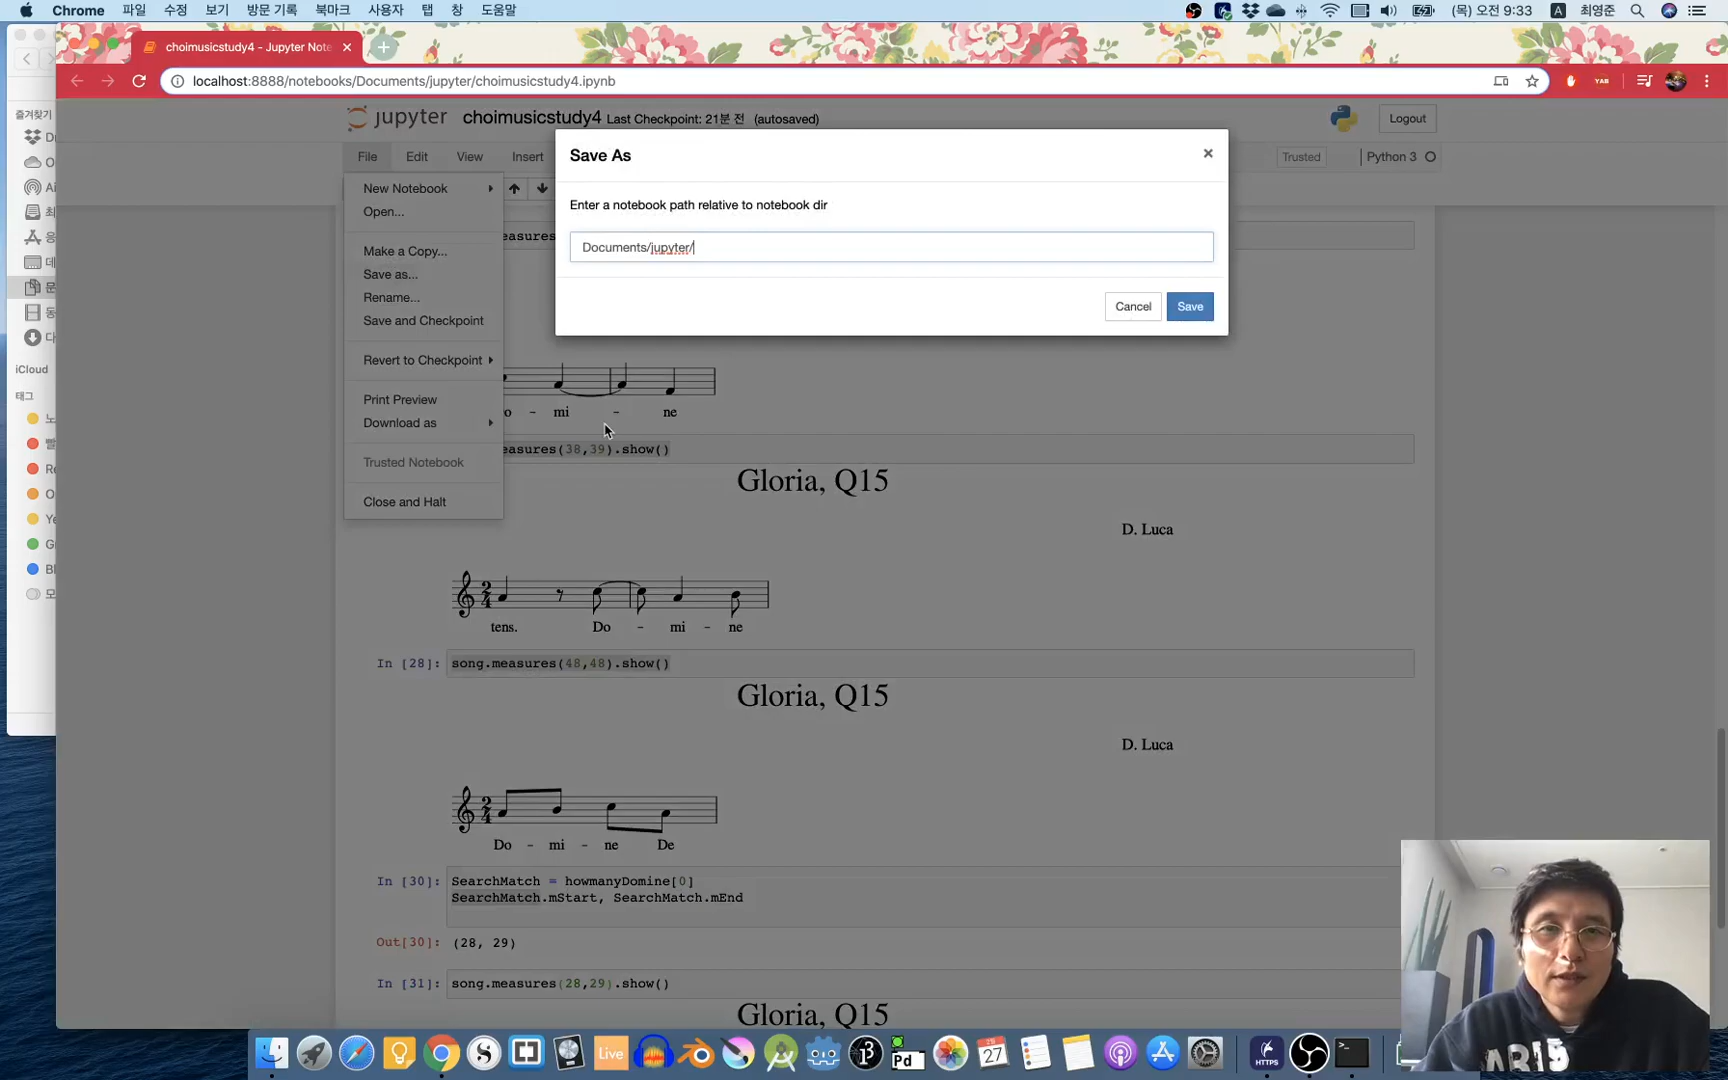 Chrome 파일 수정 보기 방문 기록 북마크 사용자 탭 창 도움말 (목) 오전 9:33 A 최영준
choimusicstudy4 - Jupyter Note
localhost:8888/notebooks/Documents/jupyter/choimusicstudy4.ipynb
YAB
즐겨찾기
iCloud
태그
jupyter choimusicstudy4 Last Checkpoint: 21분 전 (autosaved)
Logout
File Edit View Insert
Trusted Python 3
New Notebook
Open...
Make a Copy...
Save as...
Rename...
Save and Checkpoint
Revert to Checkpoint
Print Preview
Download as
Trusted Notebook
Close and Halt
Save As
×
Enter a notebook path relative to notebook dir
Documents/jupyter/
Cancel Save
easures
o - mi - ne
easures(38,39).show()
Gloria, Q15
D. Luca
tens. Do - mi - ne
In [28]: song.measures(48,48).show()
Gloria, Q15
D. Luca
Do - mi - ne De
In [30]: SearchMatch = howmanyDomine[0]
SearchMatch.mStart, SearchMatch.mEnd
Out[30]: (28, 29)
In [31]: song.measures(28,29).show()
Gloria, Q15
Live
Pd
27
HTTPS